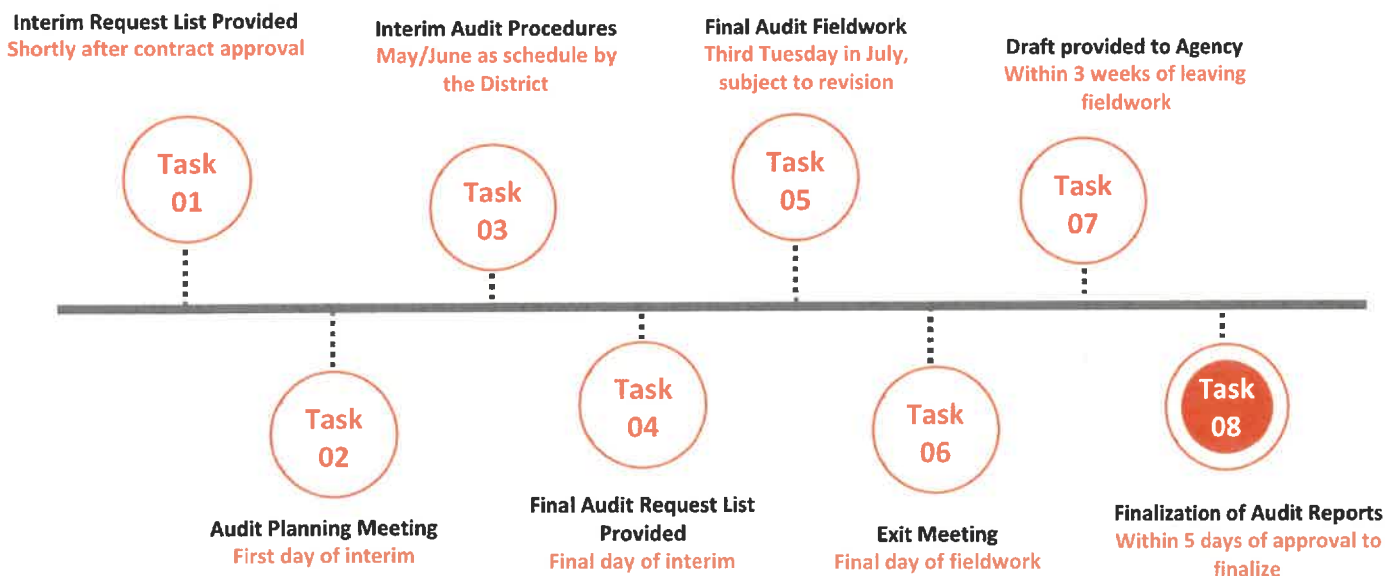 Interim Request List Provided
Shortly after contract approval
Interim Audit Procedures
May/June as schedule by
the District
Final Audit Fieldwork
Third Tuesday in July,
subject to revision
Draft provided to Agency
Within 3 weeks of leaving
fieldwork
Task
01
Task
03
Task
05
Task
07
Task
02
Task
04
Task
06
Task
08
Audit Planning Meeting
First day of interim
Final Audit Request List
Provided
Final day of interim
Exit Meeting
Final day of fieldwork
Finalization of Audit Reports
Within 5 days of approval to
finalize